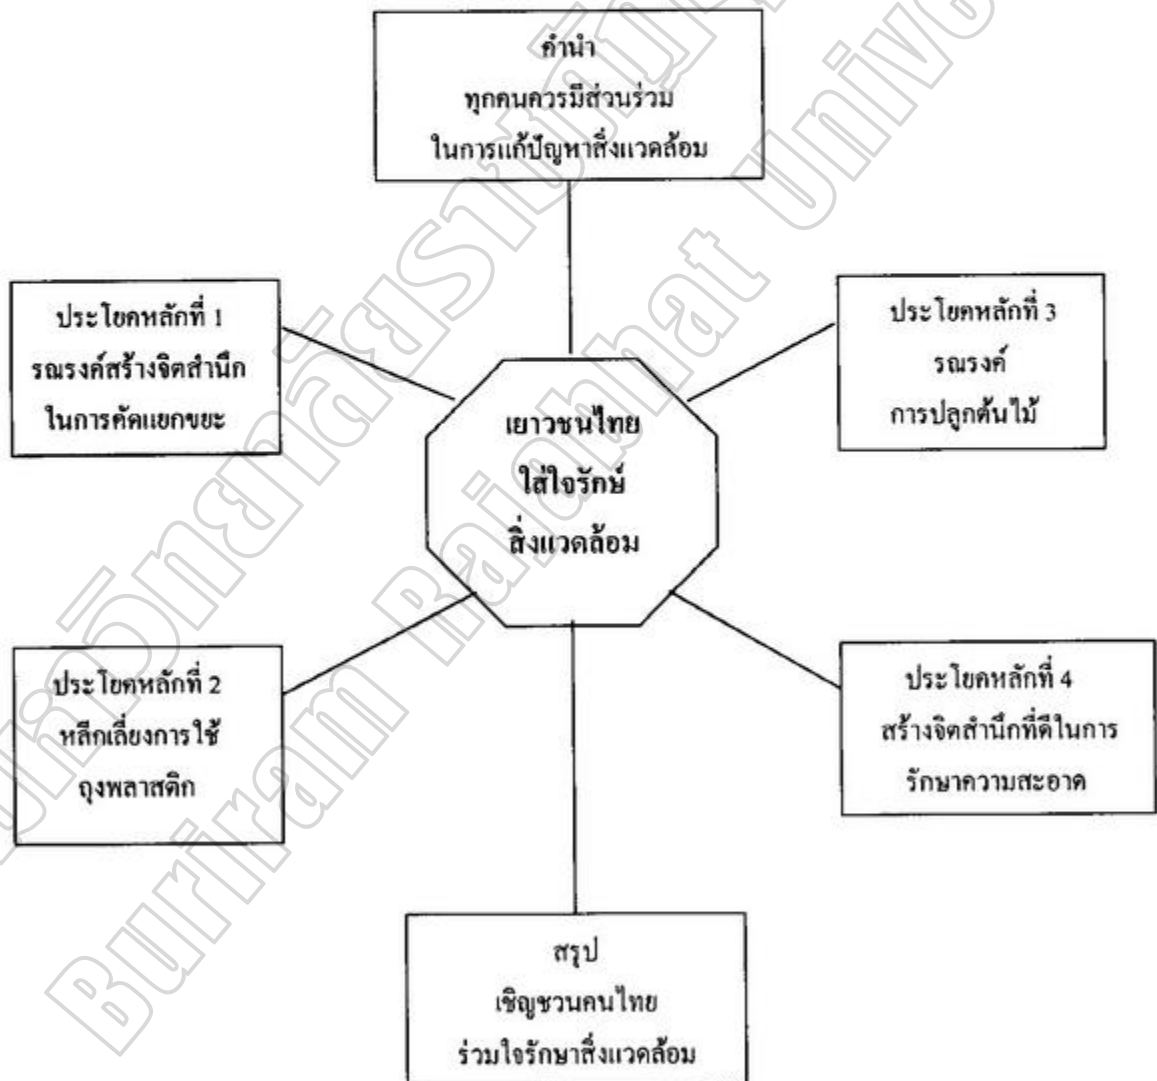 คำนำ
ทุกคนควรมีส่วนร่วม
ในการแก้ปัญหาสิ่งแวดล้อม
ประโยคหลักที่ 1
รณรงค์สร้างจิตสำนึก
ในการคัดแยกขยะ
ประโยคหลักที่ 3
รณรงค์
การปลูกต้นไม้
เยาวชนไทย
ใส่ใจรักษ์
สิ่งแวดล้อม
ประโยคหลักที่ 2
หลีกเลี่ยงการใช้
ถุงพลาสติก
ประโยคหลักที่ 4
สร้างจิตสำนึกที่ดีในการ
รักษาความสะอาด
สรุป
เชิญชวนคนไทย
ร่วมใจรักษาสิ่งแวดล้อม
Buriram Rajabhat